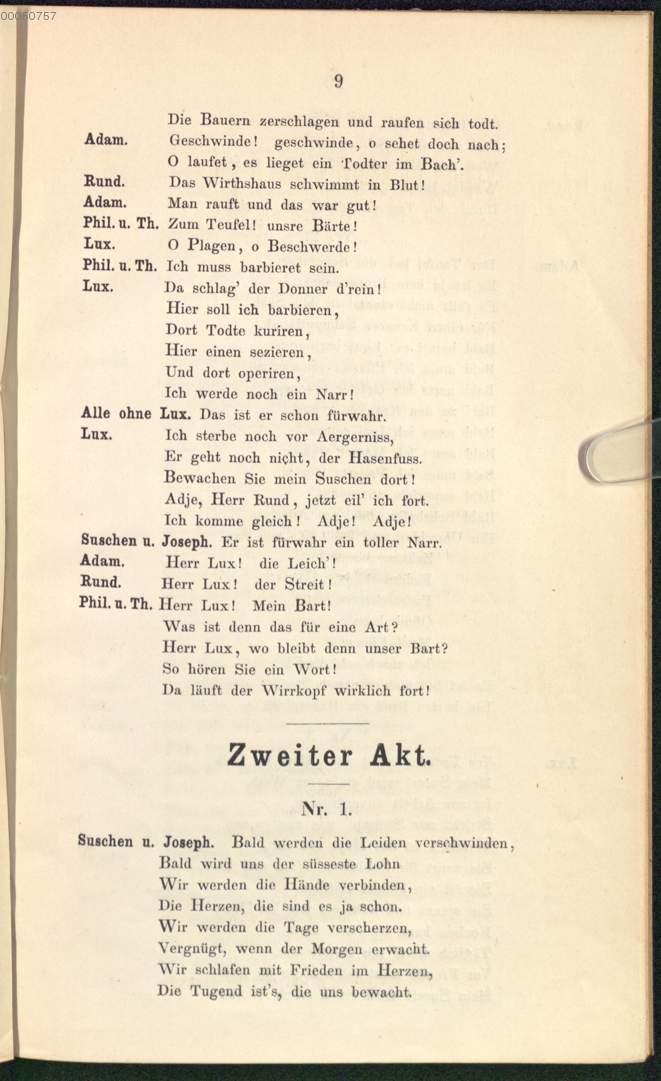 00060757
9
Die Bauern zerschlagen und raufen sich todt.
Adam. Geschwinde! geschwinde, o sehet doch nach;
O laufet, es lieget ein Todter im Bach'.
Rund. Das Wirthshaus schwimmt in Blut!
Adam. Man rauft und das war gut!
Phil. u. Th. Zum Teufel! unsre Bärte!
Lux. O Plagen, o Beschwerde!
Phil. u. Th. Ich muss barbieret sein.
Lux. Da schlag' der Donner d'rein!
Hier soll ich barbieren,
Dort Todte kuriren,
Hier einen sezieren,
Und dort operiren,
Ich werde noch ein Narr!
Alle ohne Lux. Das ist er schon fürwahr.
Lux. Ich sterbe noch vor Aergerniss,
Er geht noch nicht, der Hasenfuss.
Bewachen Sie mein Suschen dort!
Adje, Herr Rund, jetzt eil' ich fort.
Ich komme gleich! Adje! Adje!
Suschen u. Joseph. Er ist fürwahr ein toller Narr.
Adam. Herr Lux! die Leich'!
Rund. Herr Lux! der Streit!
Phil. u. Th. Herr Lux! Mein Bart!
Was ist denn das für eine Art?
Herr Lux, wo bleibt denn unser Bart?
So hören Sie ein Wort!
Da läuft der Wirrkopf wirklich fort!
Zweiter Akt.
Nr. 1.
Suschen u. Joseph. Bald werden die Leiden verschwinden,
Bald wird uns der süsseste Lohn
Wir werden die Hände verbinden,
Die Herzen, die sind es ja schon.
Wir werden die Tage verscherzen,
Vergnügt, wenn der Morgen erwacht.
Wir schlafen mit Frieden im Herzen,
Die Tugend ist's, die uns bewacht.